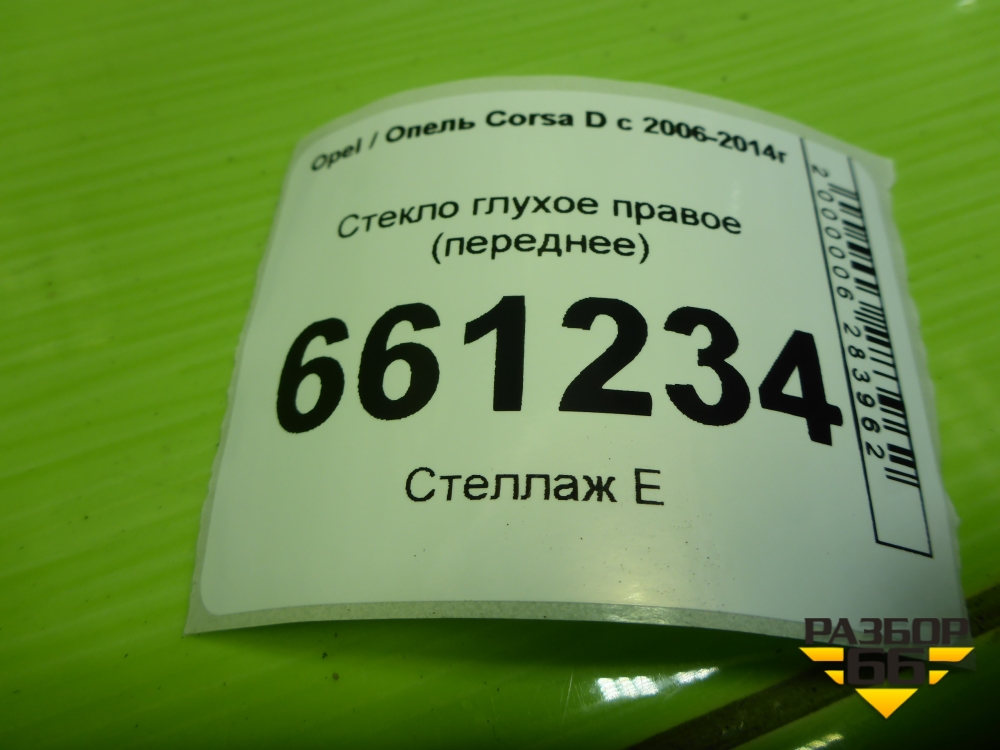 Opel / Опель Corsa D с 2006-2014г
Стекло глухое правое
(переднее)
661234
Стеллаж Е
2000006283962
РАЗБОР
66